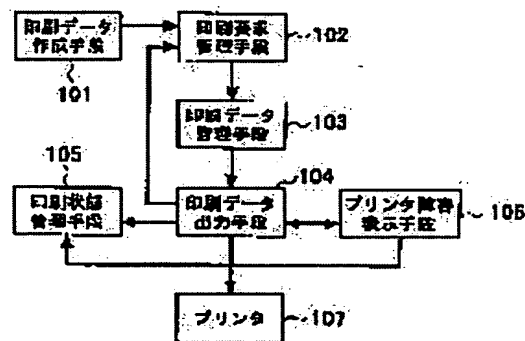 印刷データ
作成手段
101
印刷要求
管理手段
102
印刷データ
管理手段
103
105
印刷状態
管理手段
104
印刷データ
出力手段
プリンタ障害
表示手段
106
プリンタ
107